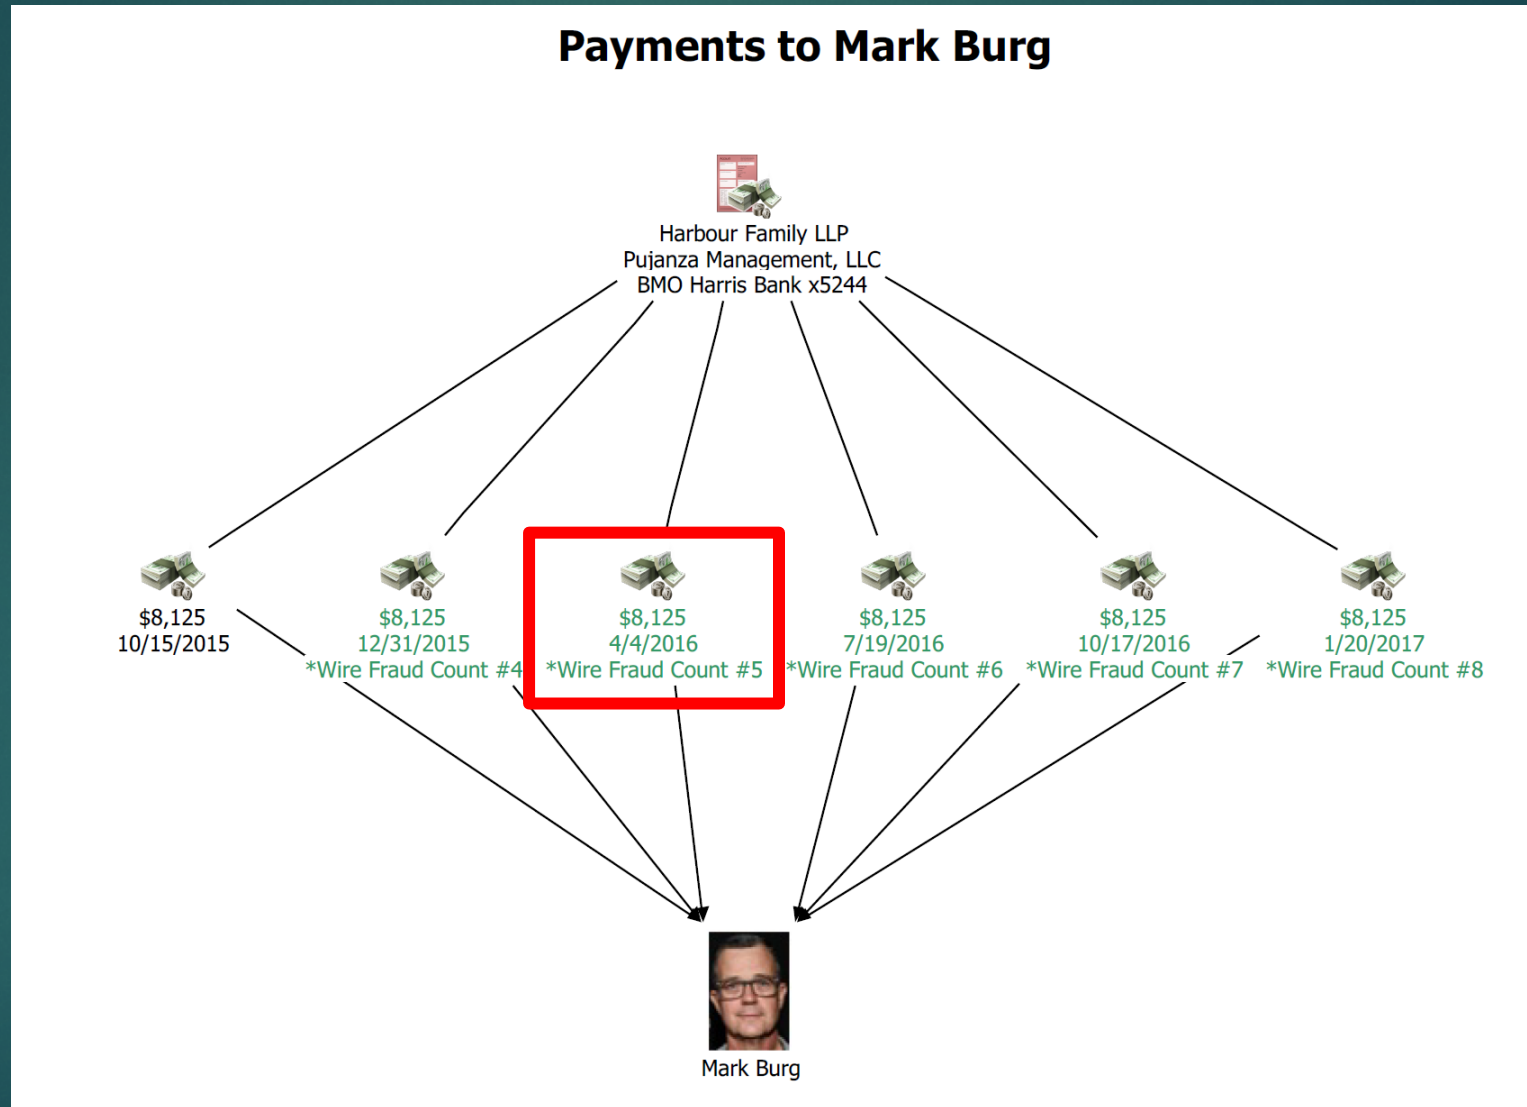 Payments to Mark Burg
Harbour Family LLP
Pujanza Management, LLC
BMO Harris Bank x5244
$8,125
10/15/2015
$8,125
12/31/2015
*Wire Fraud Count #4
$8,125
4/4/2016
*Wire Fraud Count #5
$8,125
7/19/2016
*Wire Fraud Count #6
$8,125
10/17/2016
*Wire Fraud Count #7
$8,125
1/20/2017
*Wire Fraud Count #8
Mark Burg